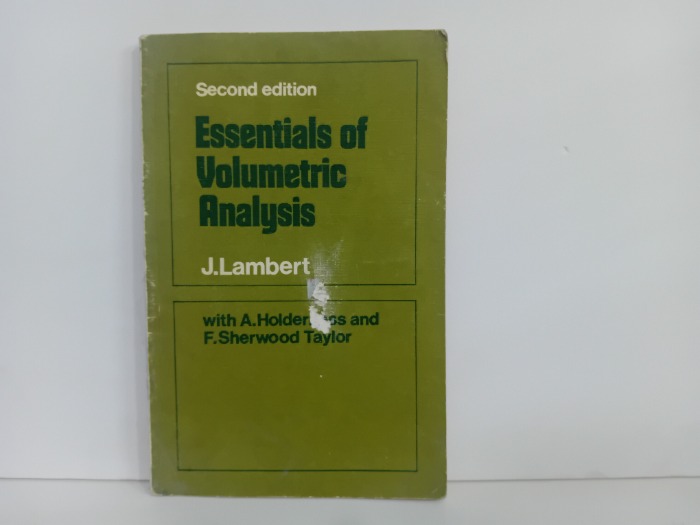 Second edition
Essentials of
Volumetric
Analysis
J.Lambert
with A. and
F.Sherwood Taylor